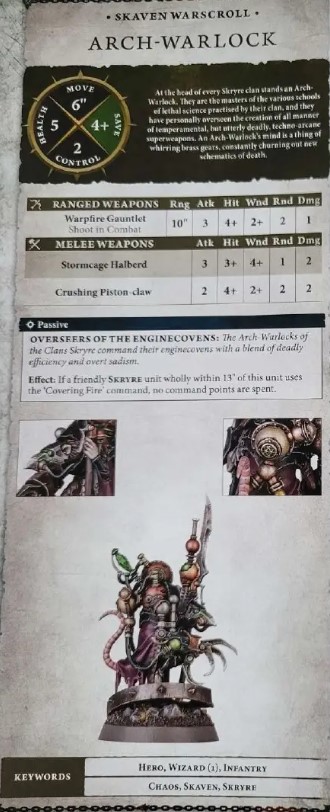 • SKAVEN WARSCROLL •
ARCH-WARLOCK
MOVE
6"
HEALTH
5
4+
SAVE
2
CONTROL
At the head of every Skryre clan stands an Arch-
Warlock. They are the masters of the various schools
of lethal science practised by their clan, and they
have personally overseen the creation of all manner
of temperamental, but utterly deadly, techno-arcane
superweapons. An Arch-Warlock's mind is a thing of
whirring brass gears, constantly churning out new
schematics of death.
RANGED WEAPONS Rng Atk Hit Wnd Rnd Dmg
Warpfire Gauntlet 10" 3 4+ 2+ 2 1
Shoot in Combat
MELEE WEAPONS Atk Hit Wnd Rnd Dmg
Stormcage Halberd 3 3+ 4+ 1 2
Crushing Piston-claw 2 4+ 2+ 2 2
Passive
OVERSEERS OF THE ENGINECOVENS: The Arch-Warlocks of
the Clans Skryre command their enginecovens with a blend of deadly
efficiency and overt sadism.
Effect: If a friendly SKRYRE unit wholly within 13" of this unit uses
the 'Covering Fire' command, no command points are spent.
KEYWORDS
HERO, WIZARD (1), INFANTRY
CHAOS, SKAVEN, SKRYRE